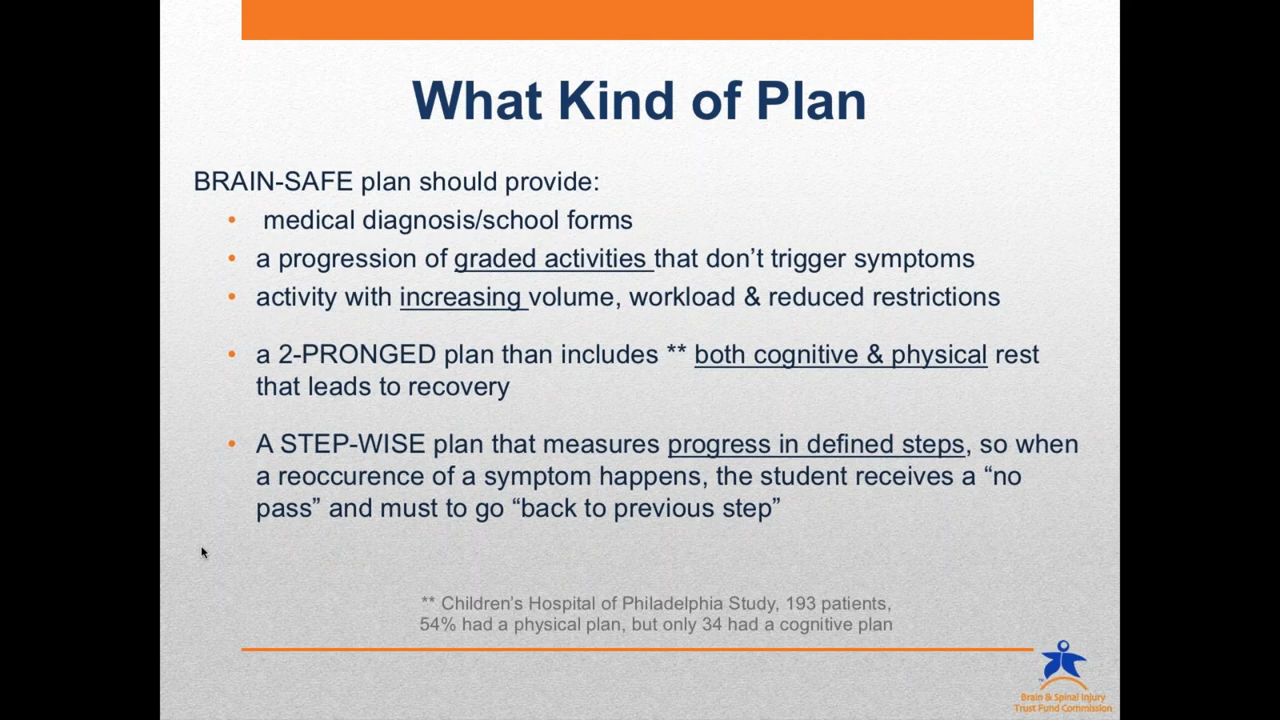 What Kind of Plan
BRAIN-SAFE plan should provide:
• medical diagnosis/school forms
• a progression of graded activities that don’t trigger symptoms
• activity with increasing volume, workload & reduced restrictions
• a 2-PRONGED plan than includes ** both cognitive & physical rest
that leads to recovery
• A STEP-WISE plan that measures progress in defined steps, so when
a reoccurence of a symptom happens, the student receives a “no
pass” and must to go “back to previous step”
** Children’s Hospital of Philadelphia Study, 193 patients,
54% had a physical plan, but only 34 had a cognitive plan
™
Brain & Spinal Injury
Trust Fund Commission